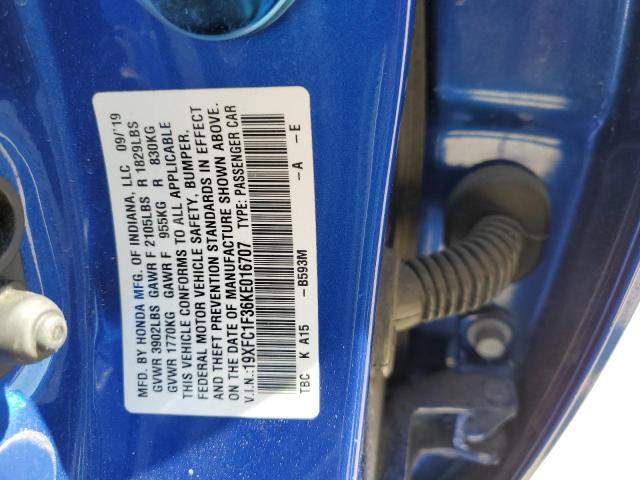 MFD. BY HONDA MFG. OF INDIANA, LLC 09/'19
GVWR 3902LBS GAWR F 2105LBS R 1829LBS
GVWR 1770KG GAWR F 955KG R 830KG
THIS VEHICLE CONFORMS TO ALL APPLICABLE
FEDERAL MOTOR VEHICLE SAFETY, BUMPER,
AND THEFT PREVENTION STANDARDS IN EFFECT
ON THE DATE OF MANUFACTURE SHOWN ABOVE.
V.I.N.:19XFC1F36KE016707 TYPE: PASSENGER CAR
TBC K A15 -B593M -A -E